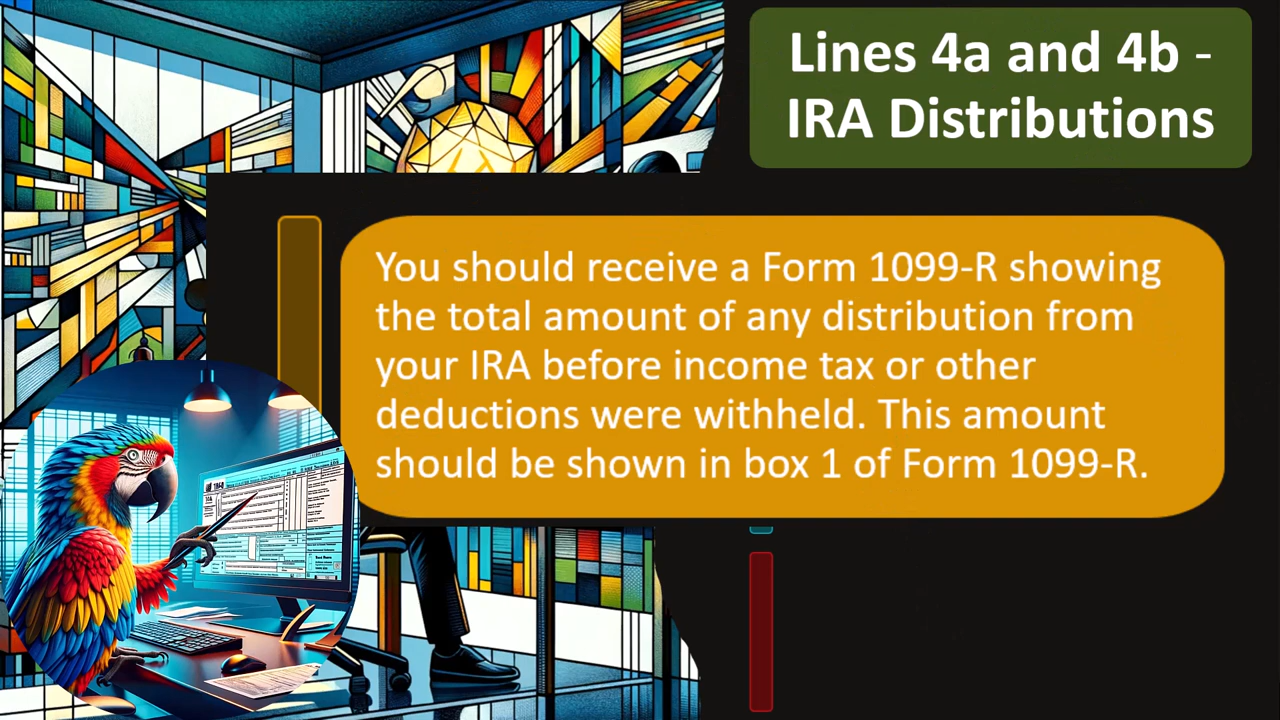 Lines 4a and 4b -
IRA Distributions
You should receive a Form 1099-R showing
the total amount of any distribution from
your IRA before income tax or other
deductions were withheld. This amount
should be shown in box 1 of Form 1099-R.